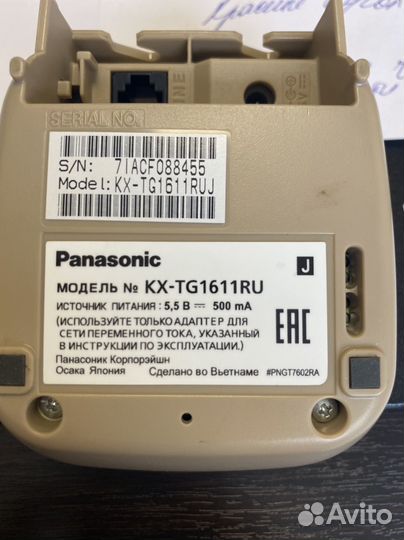 LINE
SERIAL NO.
S/N: 7IACF088455
Model: KX-TG1611RUJ
Panasonic J
МОДЕЛЬ № KX-TG1611RU
ИСТОЧНИК ПИТАНИЯ : 5,5 В 500 mA
(ИСПОЛЬЗУЙТЕ ТОЛЬКО АДАПТЕР ДЛЯ
СЕТИ ПЕРЕМЕННОГО ТОКА, УКАЗАННЫЙ
В ИНСТРУКЦИИ ПО ЭКСПЛУАТАЦИИ.)
EAC
Панасоник Корпорэйшн
Осака Япония Сделано во Вьетнаме #PNGT7602RA
Avito